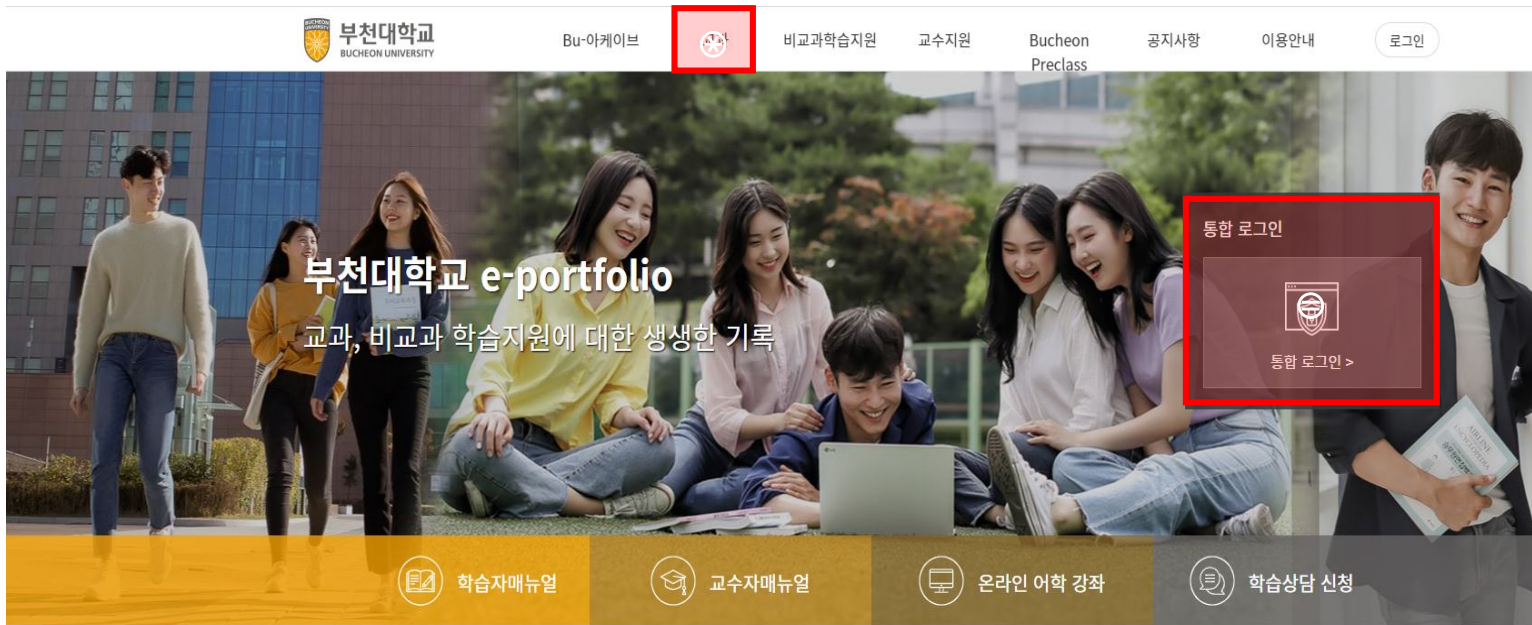 부천대학교
BUCHEON UNIVERSITY
Bu-아케이브
비교과학습지원
교수지원
Bucheon
Preclass
공지사항
이용안내
로그인
통합 로그인
통합 로그인 >
부천대학교 e-portfolio
교과, 비교과 학습지원에 대한 생생한 기록
학습자매뉴얼
교수자매뉴얼
온라인 어학 강좌
학습상담 신청